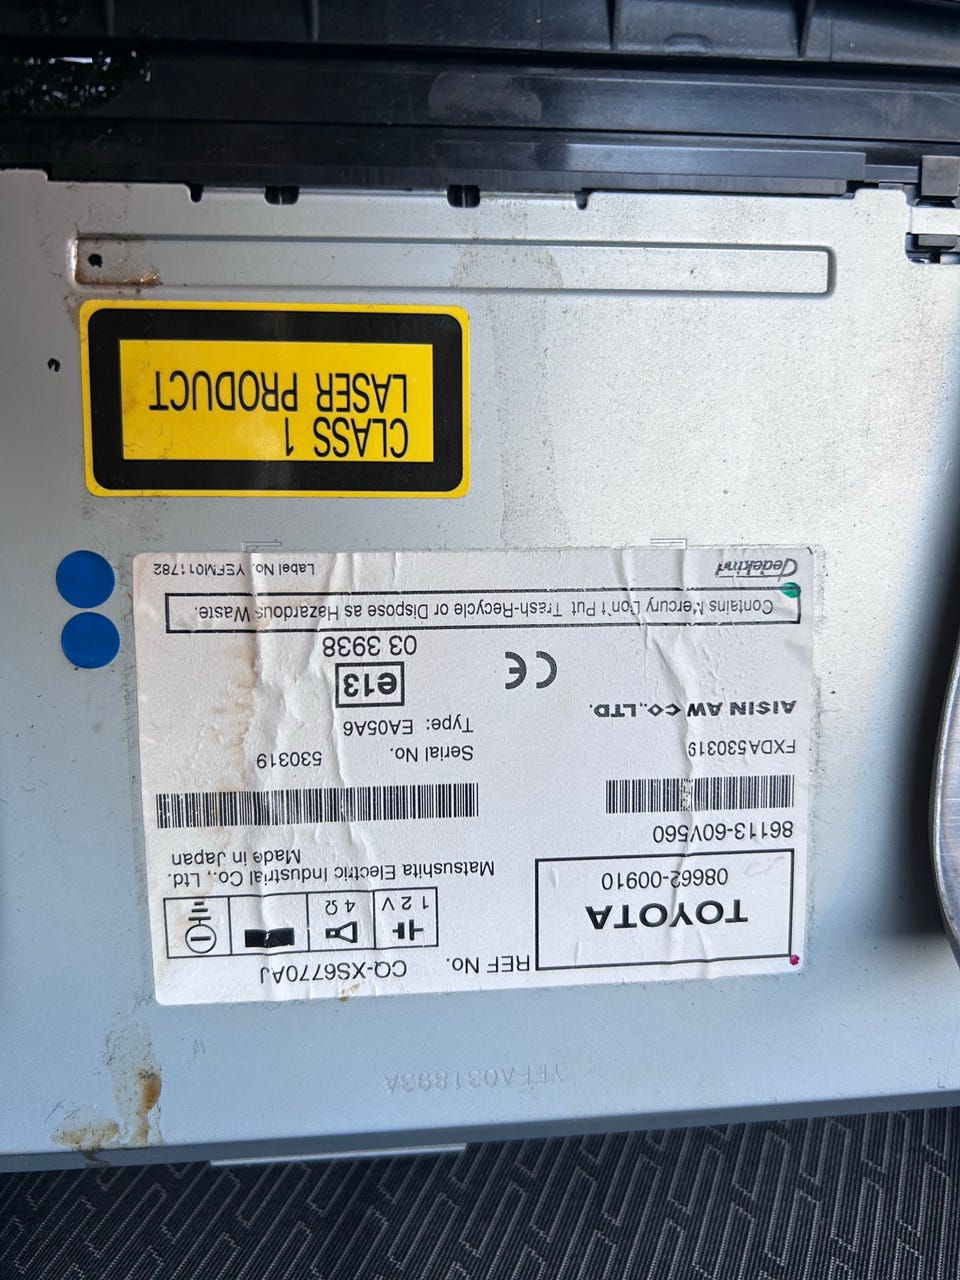 YEFA031893A
REF No. CQ-XS6770AJ
TOYOTA
08662-00910
12V 4Ω
Matsushita Electric Industrial Co., Ltd.
Made in Japan
86113-60V560
FXDA530319
Serial No. 530319
Type: EA05A6
AISIN AW CO.,LTD.
CE
e13
03 3938
Contains Mercury Don't Put Trash-Recycle or Dispose as Hazardous Waste.
Label No. YEFM011782
CLASS 1
LASER PRODUCT